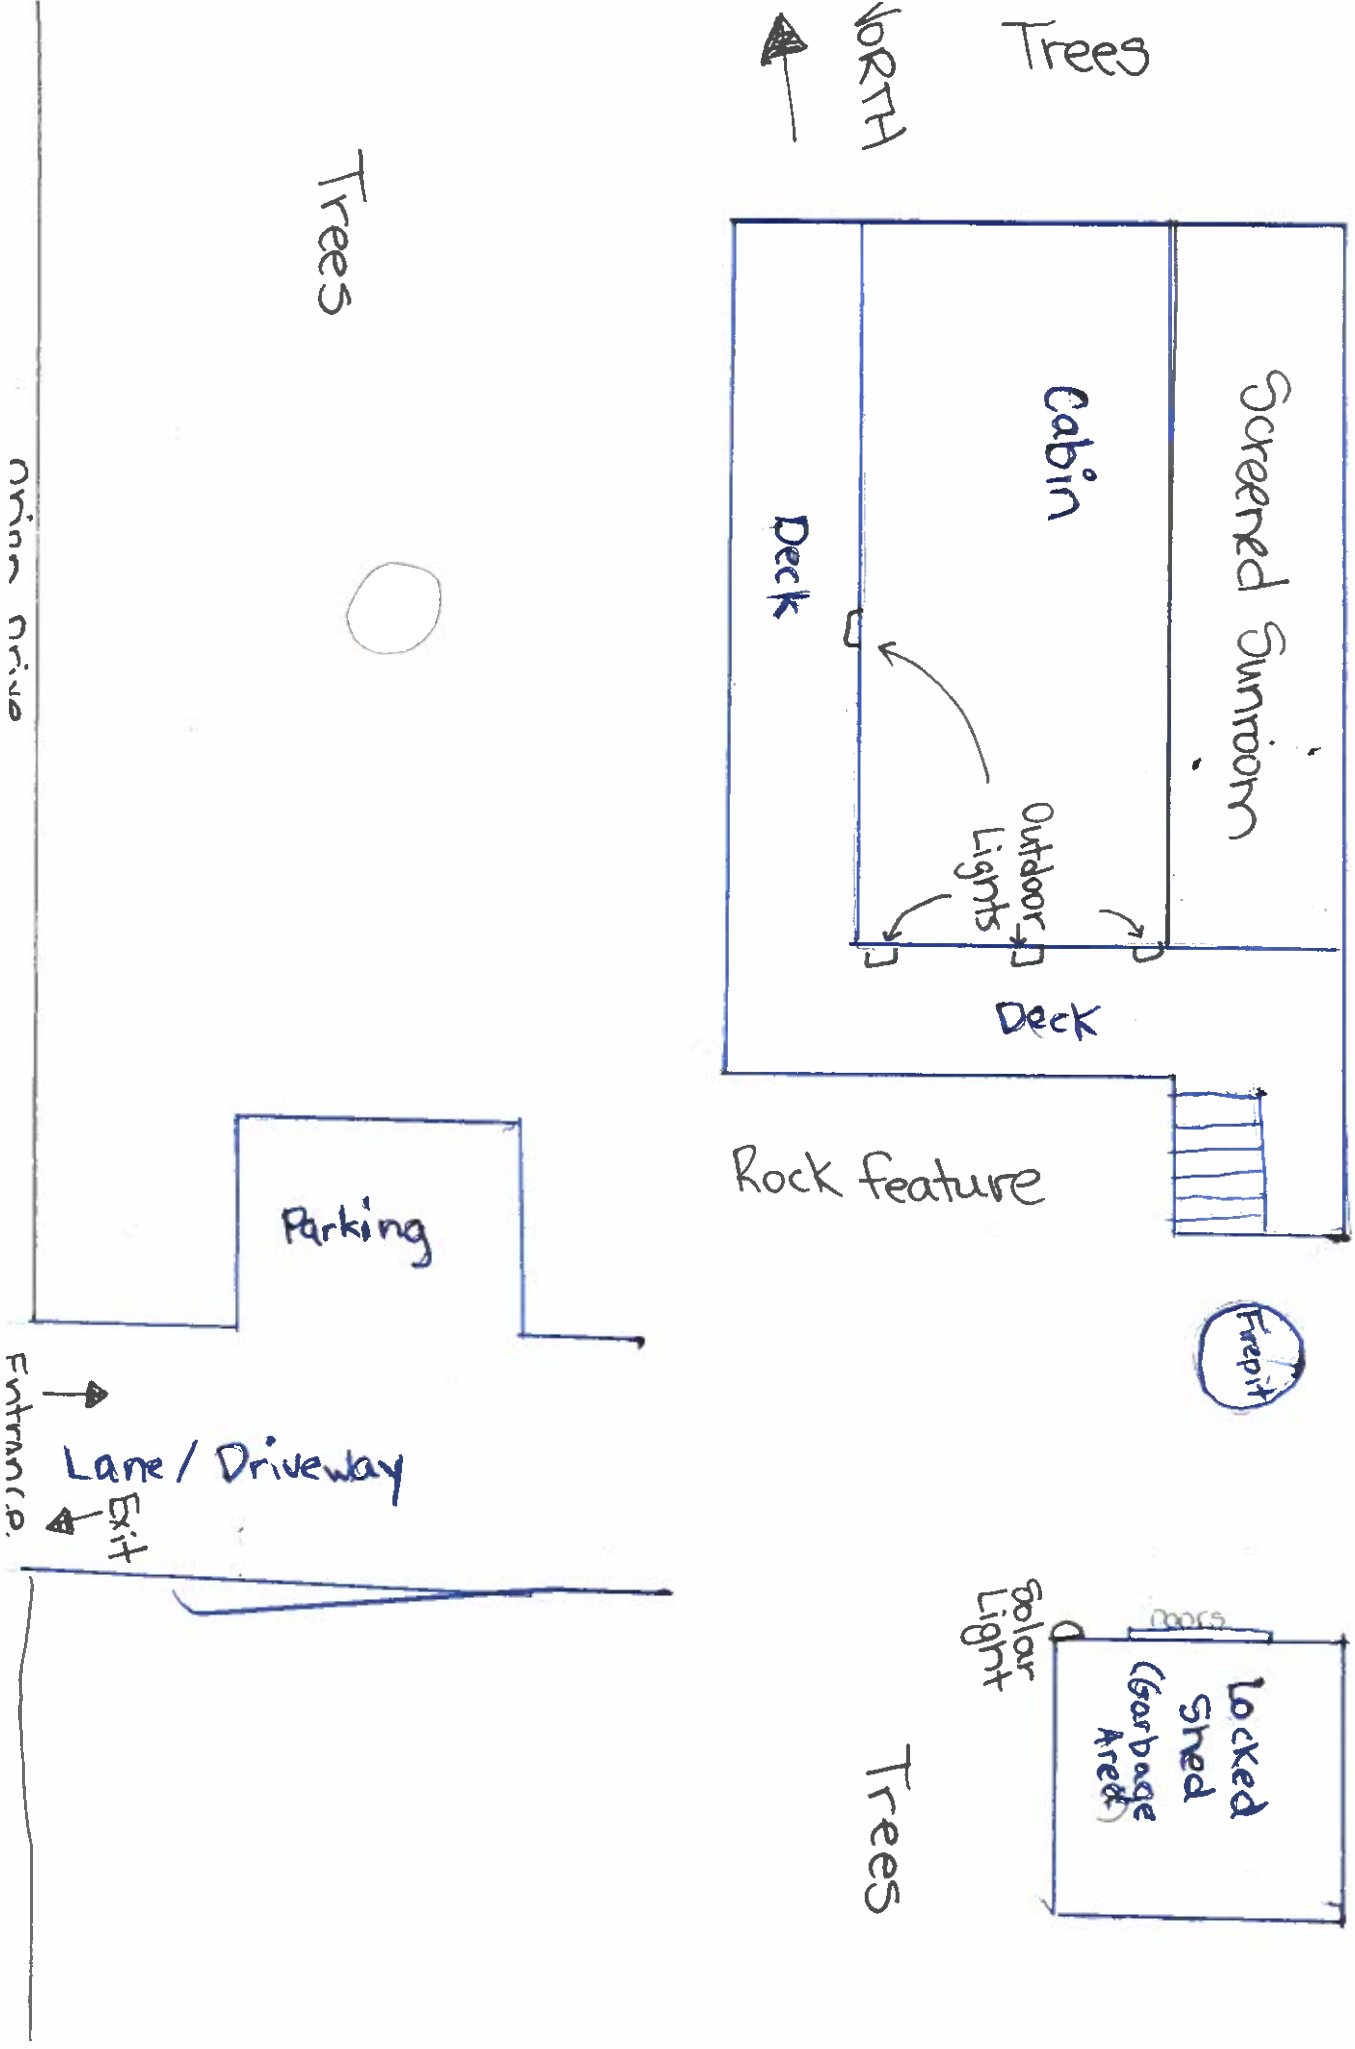 NORTH
Trees
Trees
Screened Sunroom
Cabin
Deck
Outdoor
Lights
Deck
Rock feature
Parking
Firepit
Entrance
Lane / Driveway
Exit
Solar
Light
Doors
Locked
Shed
(Garbage
Area)
Trees